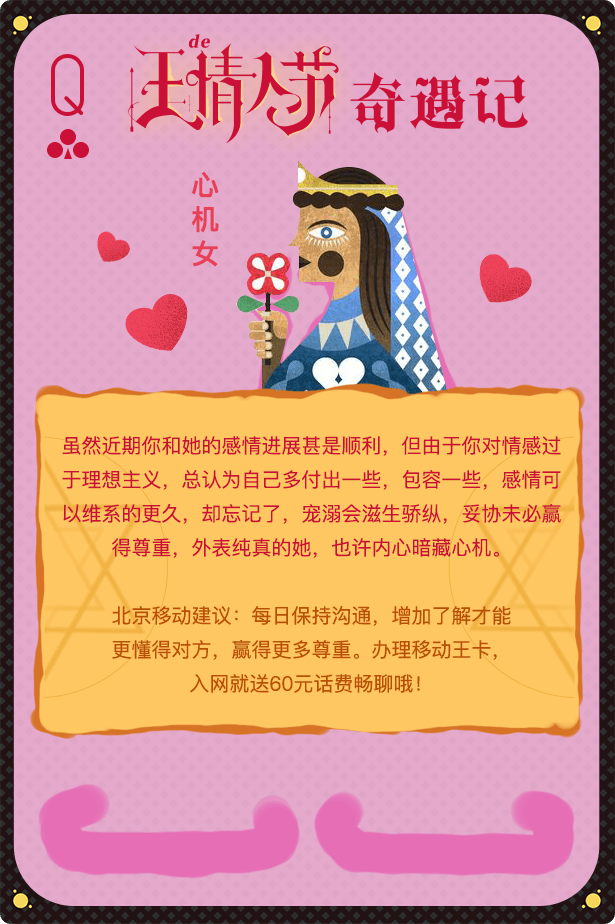 Q
de
王情人节奇遇记
心机女
虽然近期你和她的感情进展甚是顺利，但由于你对情感过
于理想主义，总认为自己多付出一些，包容一些，感情可
以维系的更久，却忘记了，宠溺会滋生骄纵，妥协未必赢
得尊重，外表纯真的她，也许内心暗藏心机。
北京移动建议：每日保持沟通，增加了解才能
更懂得对方，赢得更多尊重。办理移动王卡，
入网就送60元话费畅聊哦！